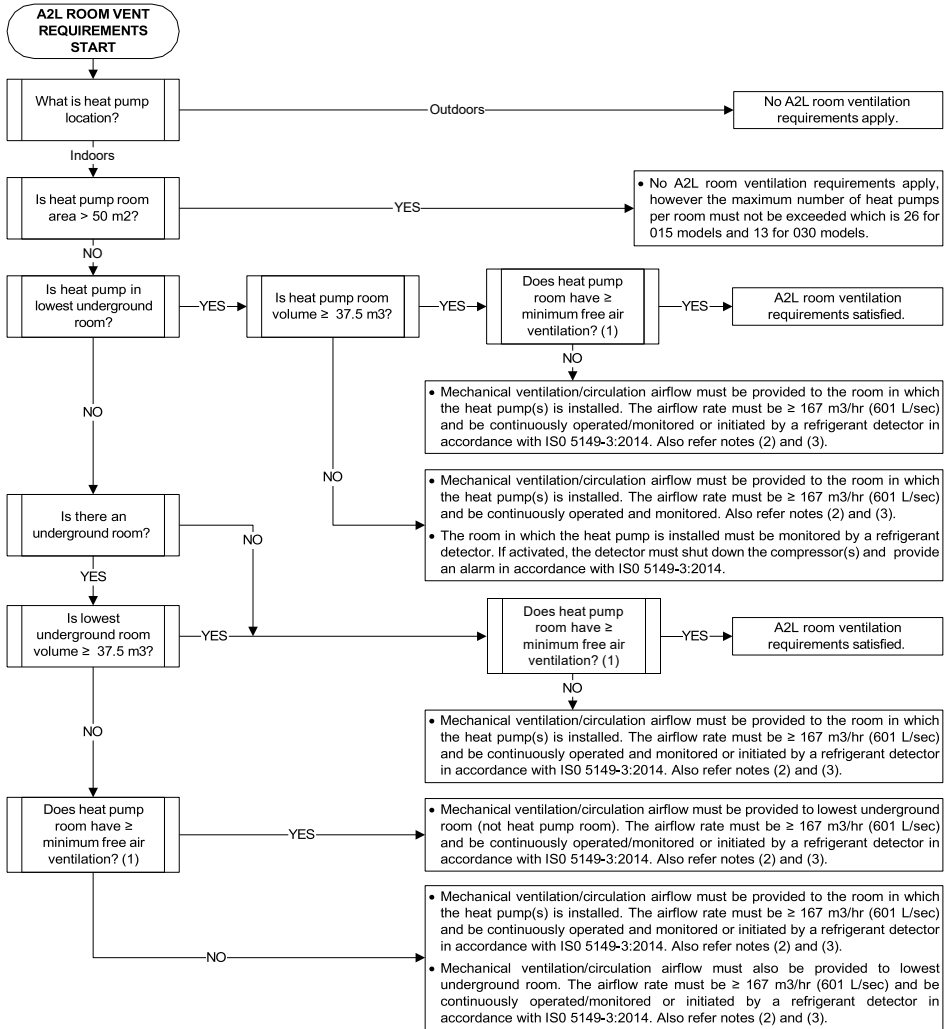 A2L ROOM VENT
REQUIREMENTS
START
What is heat pump
location?
Outdoors
No A2L room ventilation
requirements apply.
Indoors
Is heat pump room
area > 50 m2?
YES
• No A2L room ventilation requirements apply,
however the maximum number of heat pumps
per room must not be exceeded which is 26 for
015 models and 13 for 030 models.
NO
Is heat pump in
lowest underground
room?
YES
Is heat pump room
volume ≥ 37.5 m3?
YES
Does heat pump
room have ≥
minimum free air
ventilation? (1)
YES
A2L room ventilation
requirements satisfied.
NO
• Mechanical ventilation/circulation airflow must be provided to the room in which
the heat pump(s) is installed. The airflow rate must be ≥ 167 m3/hr (601 L/sec)
and be continuously operated/monitored or initiated by a refrigerant detector in
accordance with IS0 5149-3:2014. Also refer notes (2) and (3).
NO
NO
• Mechanical ventilation/circulation airflow must be provided to the room in which
the heat pump(s) is installed. The airflow rate must be ≥ 167 m3/hr (601 L/sec)
and be continuously operated and monitored. Also refer notes (2) and (3).
• The room in which the heat pump is installed must be monitored by a refrigerant
detector. If activated, the detector must shut down the compressor(s) and provide
an alarm in accordance with IS0 5149-3:2014.
Is there an
underground room?
NO
YES
Is lowest
underground room
volume ≥ 37.5 m3?
YES
Does heat pump
room have ≥
minimum free air
ventilation? (1)
YES
A2L room ventilation
requirements satisfied.
NO
• Mechanical ventilation/circulation airflow must be provided to the room in which
the heat pump(s) is installed. The airflow rate must be ≥ 167 m3/hr (601 L/sec)
and be continuously operated and monitored or initiated by a refrigerant detector
in accordance with IS0 5149-3:2014. Also refer notes (2) and (3).
NO
Does heat pump
room have ≥
minimum free air
ventilation? (1)
YES
• Mechanical ventilation/circulation airflow must be provided to lowest underground
room (not heat pump room). The airflow rate must be ≥ 167 m3/hr (601 L/sec)
and be continuously operated/monitored or initiated by a refrigerant detector in
accordance with IS0 5149-3:2014. Also refer notes (2) and (3).
NO
• Mechanical ventilation/circulation airflow must be provided to the room in which
the heat pump(s) is installed. The airflow rate must be ≥ 167 m3/hr (601 L/sec)
and be continuously operated and monitored or initiated by a refrigerant detector
in accordance with IS0 5149-3:2014. Also refer notes (2) and (3).
• Mechanical ventilation/circulation airflow must also be provided to lowest
underground room. The airflow rate must be ≥ 167 m3/hr (601 L/sec) and be
continuously operated/monitored or initiated by a refrigerant detector in
accordance with IS0 5149-3:2014. Also refer notes (2) and (3).